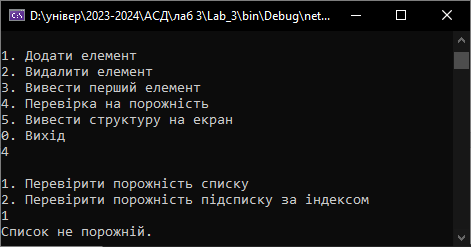 D:\універ\2023-2024\АСД\лаб 3\Lab_3\bin\Debug\net...
1. Додати елемент
2. Видалити елемент
3. Вивести перший елемент
4. Перевірка на порожність
5. Вивести структуру на екран
0. Вихід
4
1. Перевірити порожність списку
2. Перевірити порожність підсписку за індексом
1
Список не порожній.